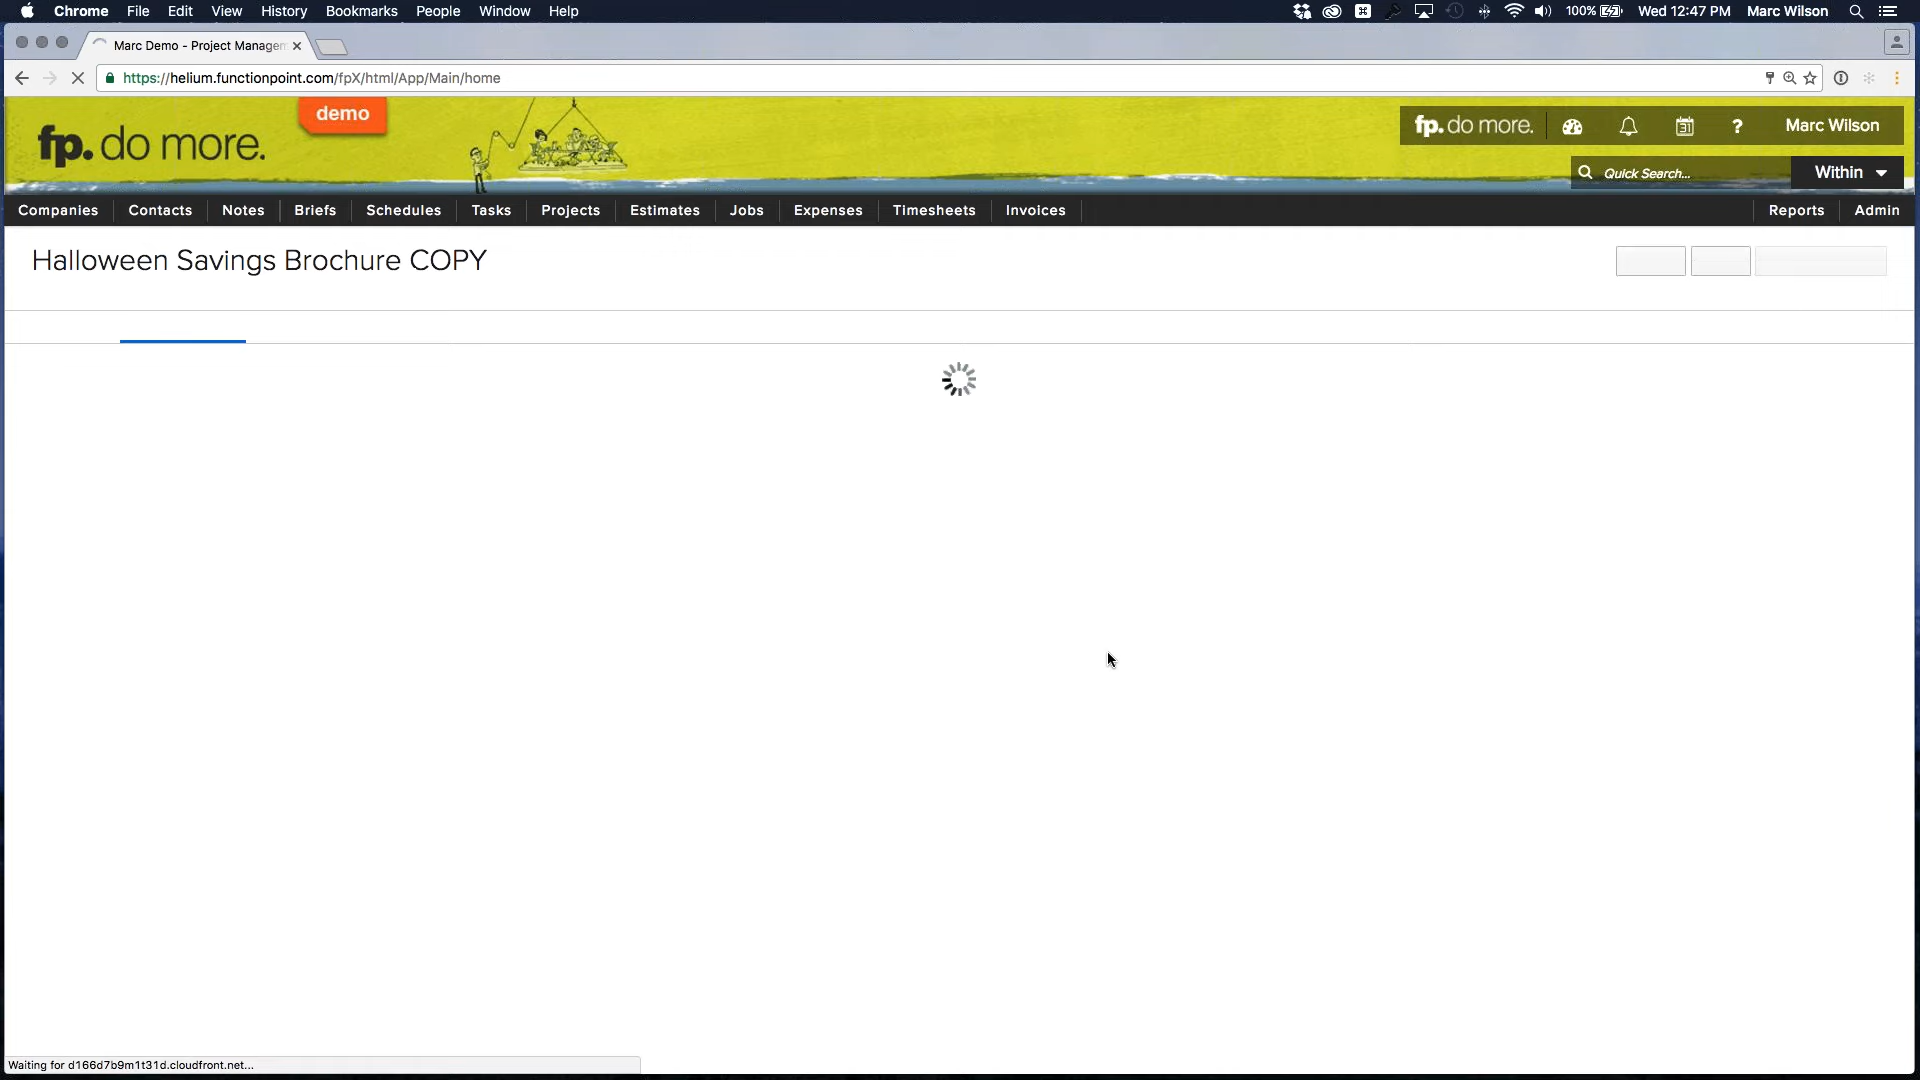 Chrome File Edit View History Bookmarks People Window Help 100% Wed 12:47 PM Marc Wilson
Marc Demo - Project Managem
https://helium.functionpoint.com/fpX/html/App/Main/home
demo
fp. do more.
fp. do more. 31 ? Marc Wilson
Quick Search... Within
Companies Contacts Notes Briefs Schedules Tasks Projects Estimates Jobs Expenses Timesheets Invoices Reports Admin
Halloween Savings Brochure COPY
Waiting for d166d7b9m1t31d.cloudfront.net...